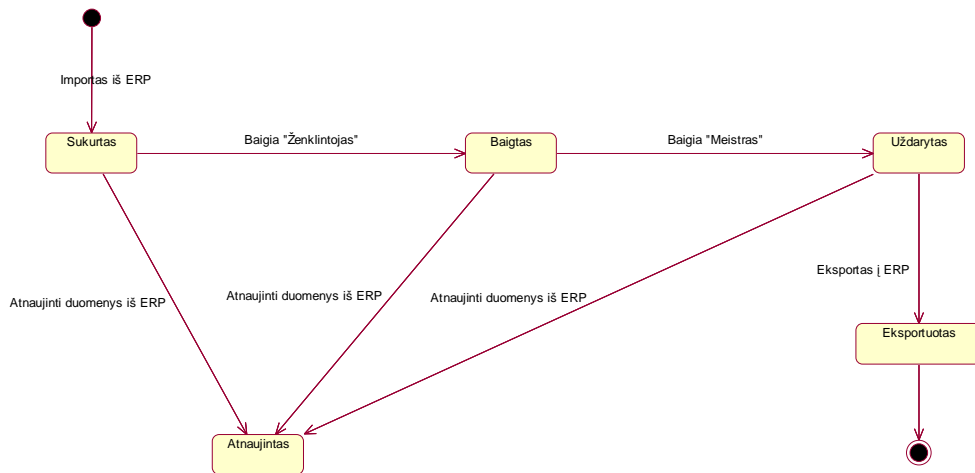 Importas iš ERP
Sukurtas
Baigia "Ženklintojas"
Baigtas
Baigia "Meistras"
Uždarytas
Atnaujinti duomenys iš ERP
Atnaujinti duomenys iš ERP
Atnaujinti duomenys iš ERP
Eksportas į ERP
Eksportuotas
Atnaujintas